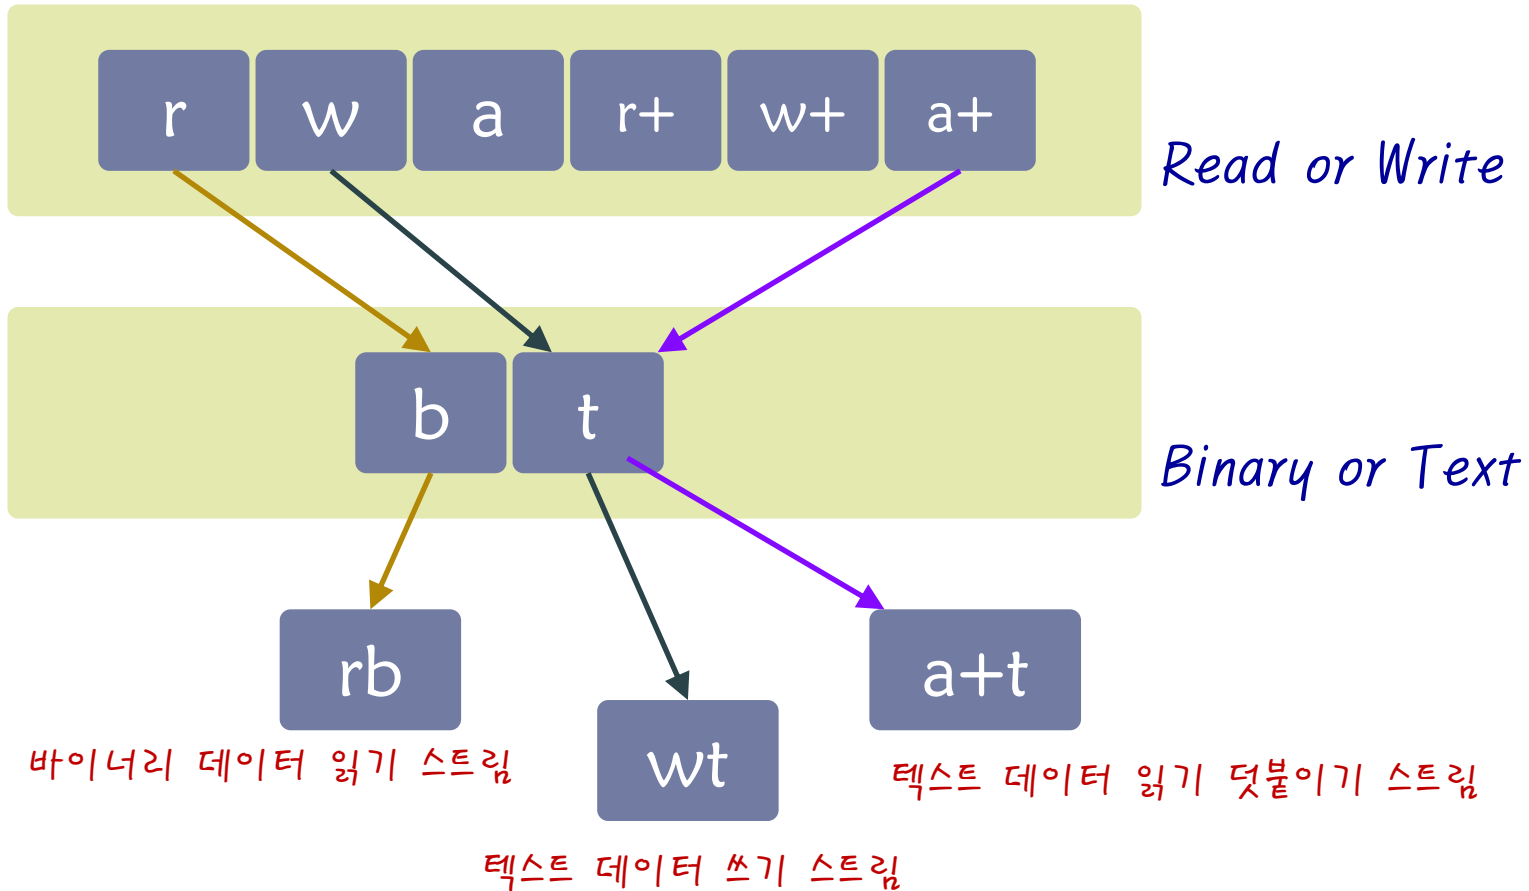 r w a r+ w+ a+
Read or Write
b t
Binary or Text
rb
a+t
바이너리 데이터 읽기 스트림
wt
텍스트 데이터 읽기 덧붙이기 스트림
텍스트 데이터 쓰기 스트림